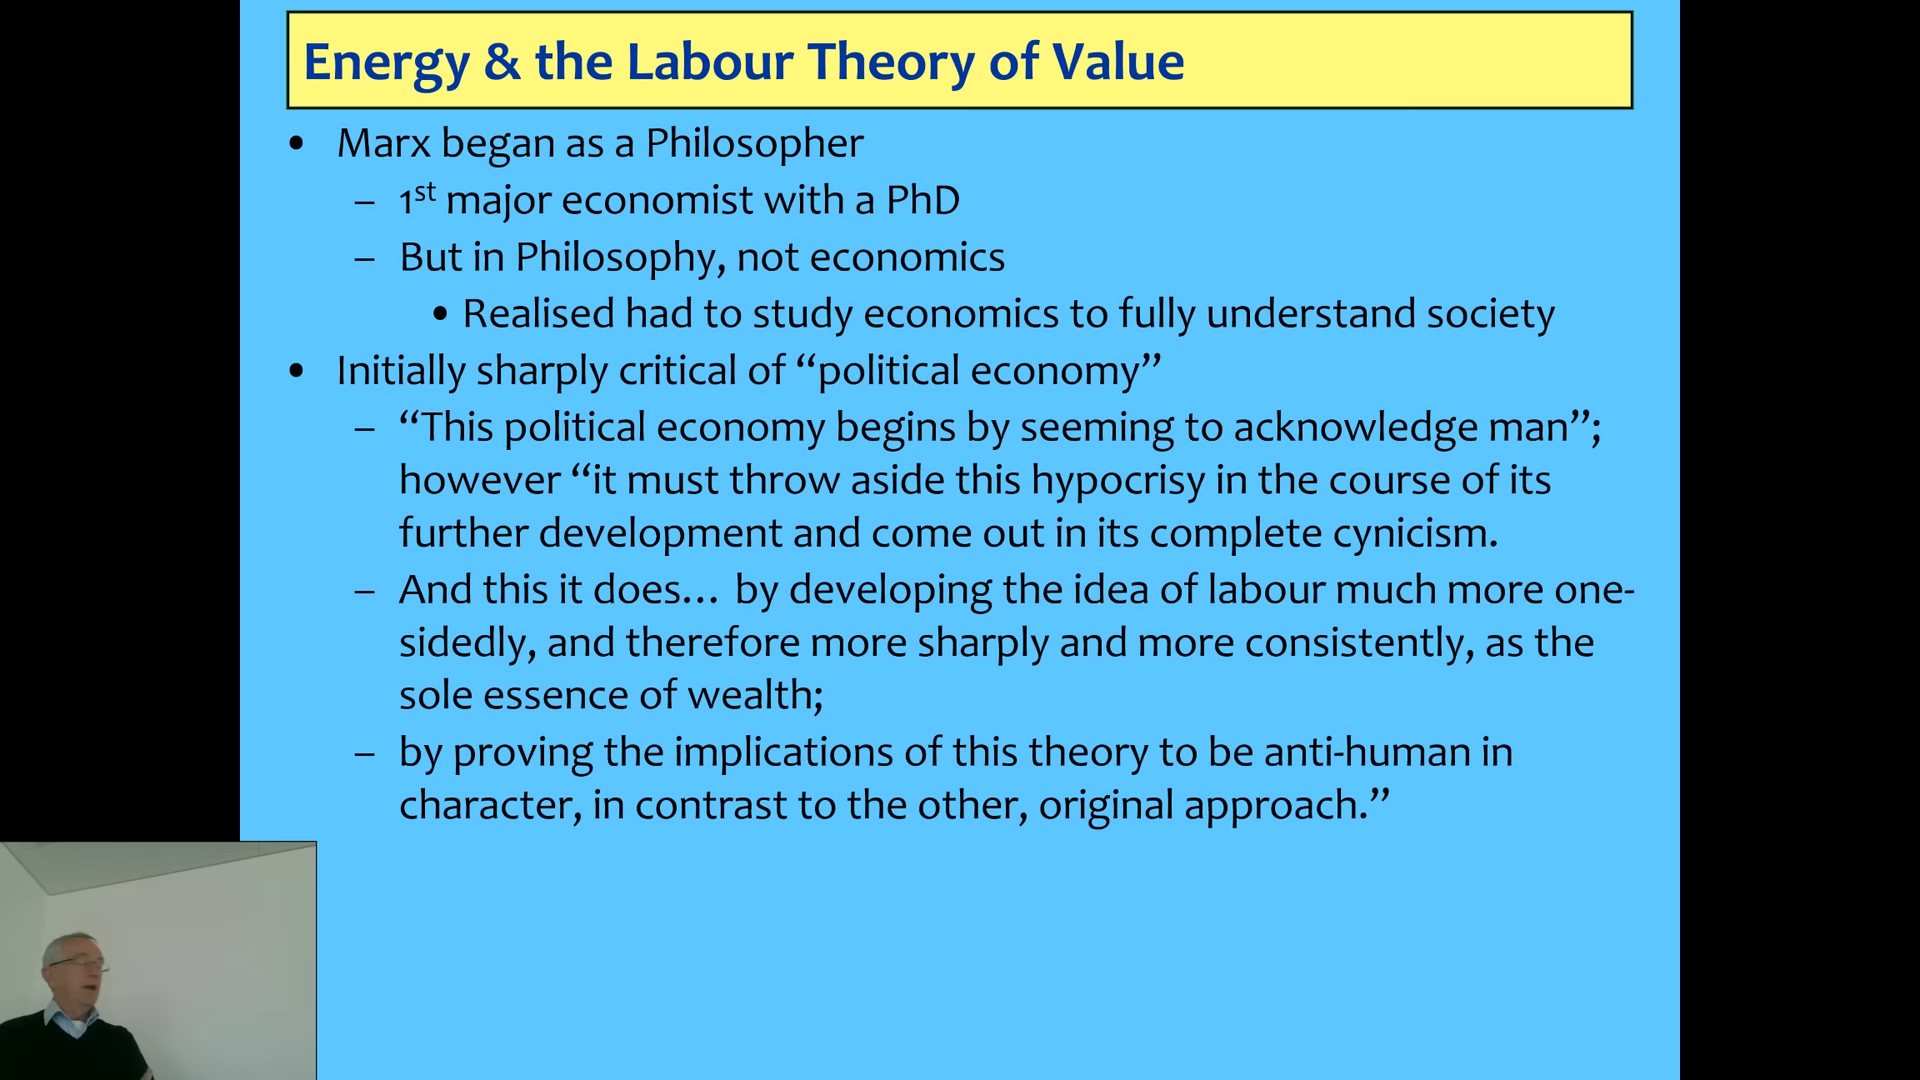 Energy & the Labour Theory of Value
• Marx began as a Philosopher
– 1st major economist with a PhD
– But in Philosophy, not economics
• Realised had to study economics to fully understand society
• Initially sharply critical of “political economy”
– “This political economy begins by seeming to acknowledge man”;
however “it must throw aside this hypocrisy in the course of its
further development and come out in its complete cynicism.
– And this it does… by developing the idea of labour much more one-
sidedly, and therefore more sharply and more consistently, as the
sole essence of wealth;
– by proving the implications of this theory to be anti-human in
character, in contrast to the other, original approach.”